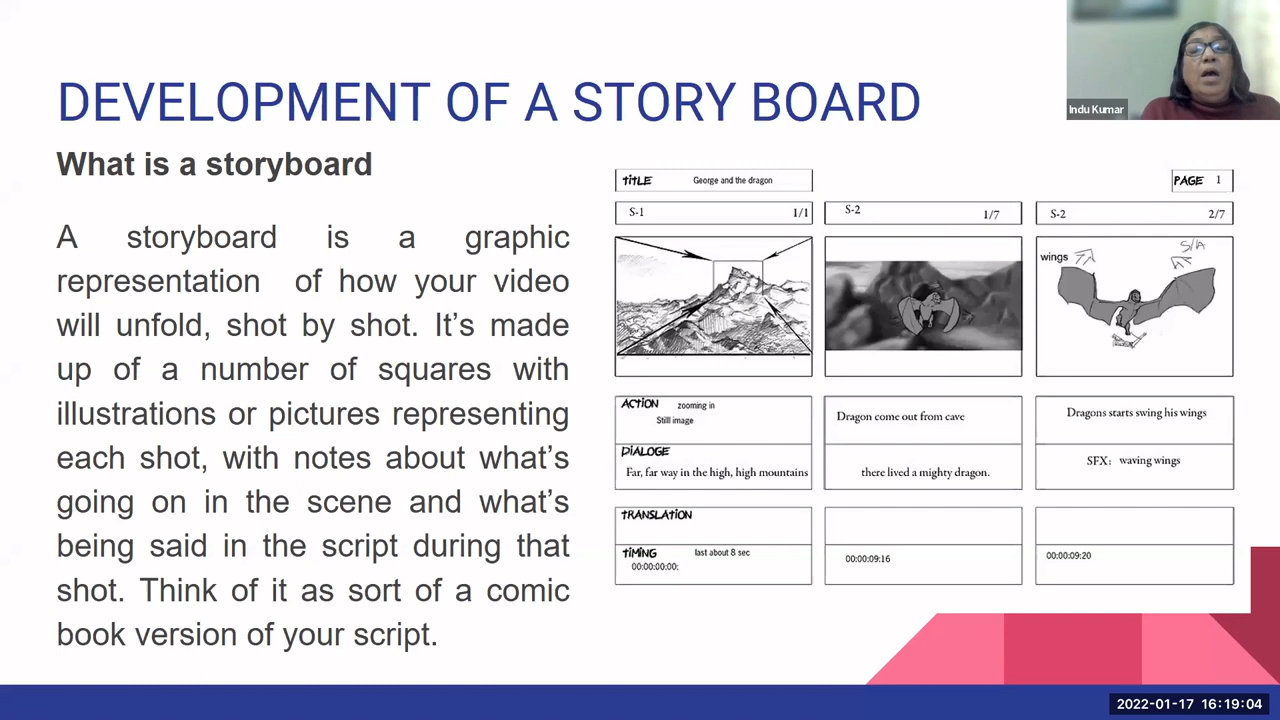 DEVELOPMENT OF A STORY BOARD
Indu Kumar
What is a storyboard
A storyboard is a graphic
representation of how your video
will unfold, shot by shot. It’s made
up of a number of squares with
illustrations or pictures representing
each shot, with notes about what’s
going on in the scene and what’s
being said in the script during that
shot. Think of it as sort of a comic
book version of your script.
TITLE George and the dragon
PAGE 1
S-1 1/1
S-2 1/7
S-2 2/7
wings
S/A
ACTION zooming in
Still image
Dragon come out from cave
Dragons starts swing his wings
DIALOGE
Far, far way in the high, high mountains
there lived a mighty dragon.
SFX: waving wings
TRANSLATION
TIMING last about 8 sec
00:00:00:00:
00:00:09:16
00:00:09:20
2022-01-17 16:19:04